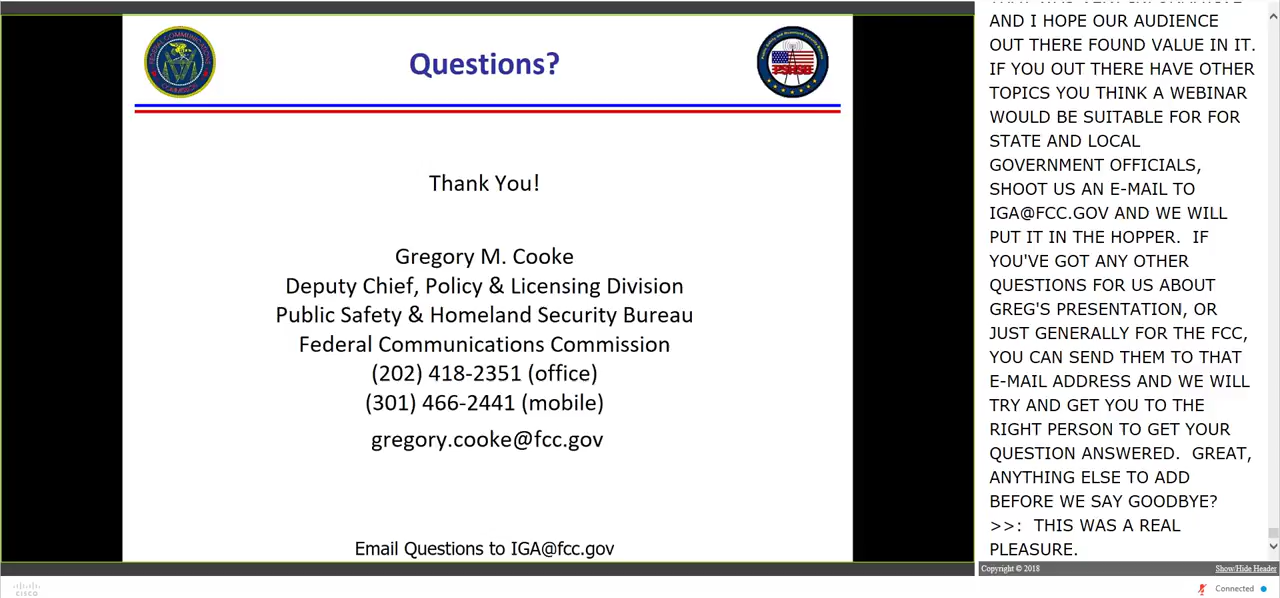 Questions?
Thank You!
Gregory M. Cooke
Deputy Chief, Policy & Licensing Division
Public Safety & Homeland Security Bureau
Federal Communications Commission
(202) 418-2351 (office)
(301) 466-2441 (mobile)
gregory.cooke@fcc.gov
Email Questions to IGA@fcc.gov
AND I HOPE OUR AUDIENCE
OUT THERE FOUND VALUE IN IT.
IF YOU OUT THERE HAVE OTHER
TOPICS YOU THINK A WEBINAR
WOULD BE SUITABLE FOR FOR
STATE AND LOCAL
GOVERNMENT OFFICIALS,
SHOOT US AN E-MAIL TO
IGA@FCC.GOV AND WE WILL
PUT IT IN THE HOPPER.  IF
YOU'VE GOT ANY OTHER
QUESTIONS FOR US ABOUT
GREG'S PRESENTATION, OR
JUST GENERALLY FOR THE FCC,
YOU CAN SEND THEM TO THAT
E-MAIL ADDRESS AND WE WILL
TRY AND GET YOU TO THE
RIGHT PERSON TO GET YOUR
QUESTION ANSWERED.  GREAT,
ANYTHING ELSE TO ADD
BEFORE WE SAY GOODBYE?
>>:  THIS WAS A REAL
PLEASURE.
Copyright © 2018 Show/Hide Header
CISCO
Connected